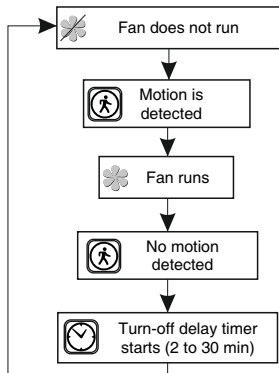 Fan does not run
Motion is
detected
Fan runs
No motion
detected
Turn-off delay timer
starts (2 to 30 min)